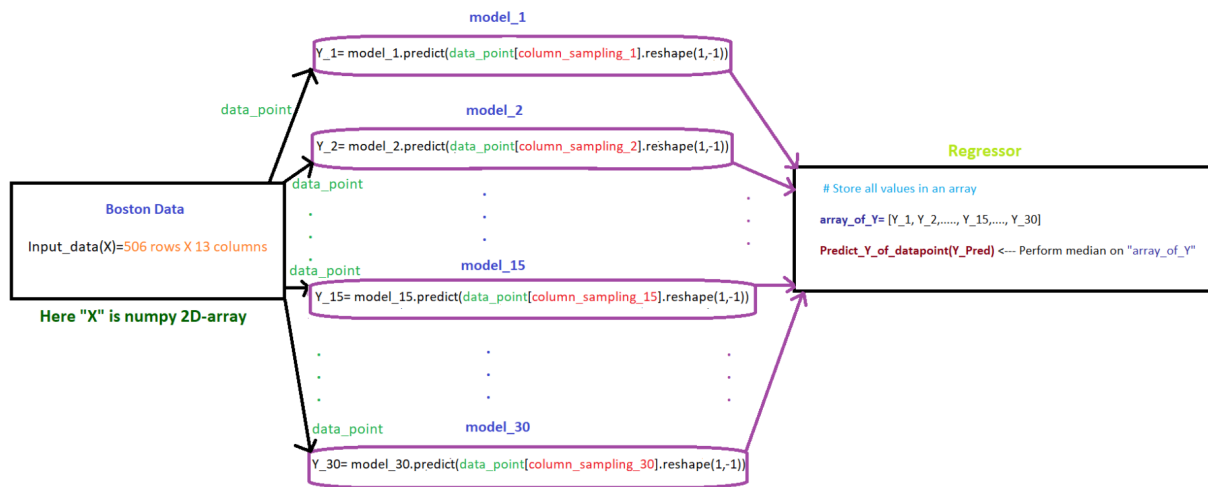 model_1
Y_1= model_1.predict(data_point[column_sampling_1].reshape(1,-1))
data_point
model_2
Y_2= model_2.predict(data_point[column_sampling_2].reshape(1,-1))
data_point
Boston Data
Input_data(X)=506 rows X 13 columns
Here "X" is numpy 2D-array
data_point
model_15
Y_15= model_15.predict(data_point[column_sampling_15].reshape(1,-1))
data_point
model_30
Y_30= model_30.predict(data_point[column_sampling_30].reshape(1,-1))
Regressor
# Store all values in an array
array_of_Y= [Y_1, Y_2,....., Y_15,...., Y_30]
Predict_Y_of_datapoint(Y_Pred) <--- Perform median on "array_of_Y"